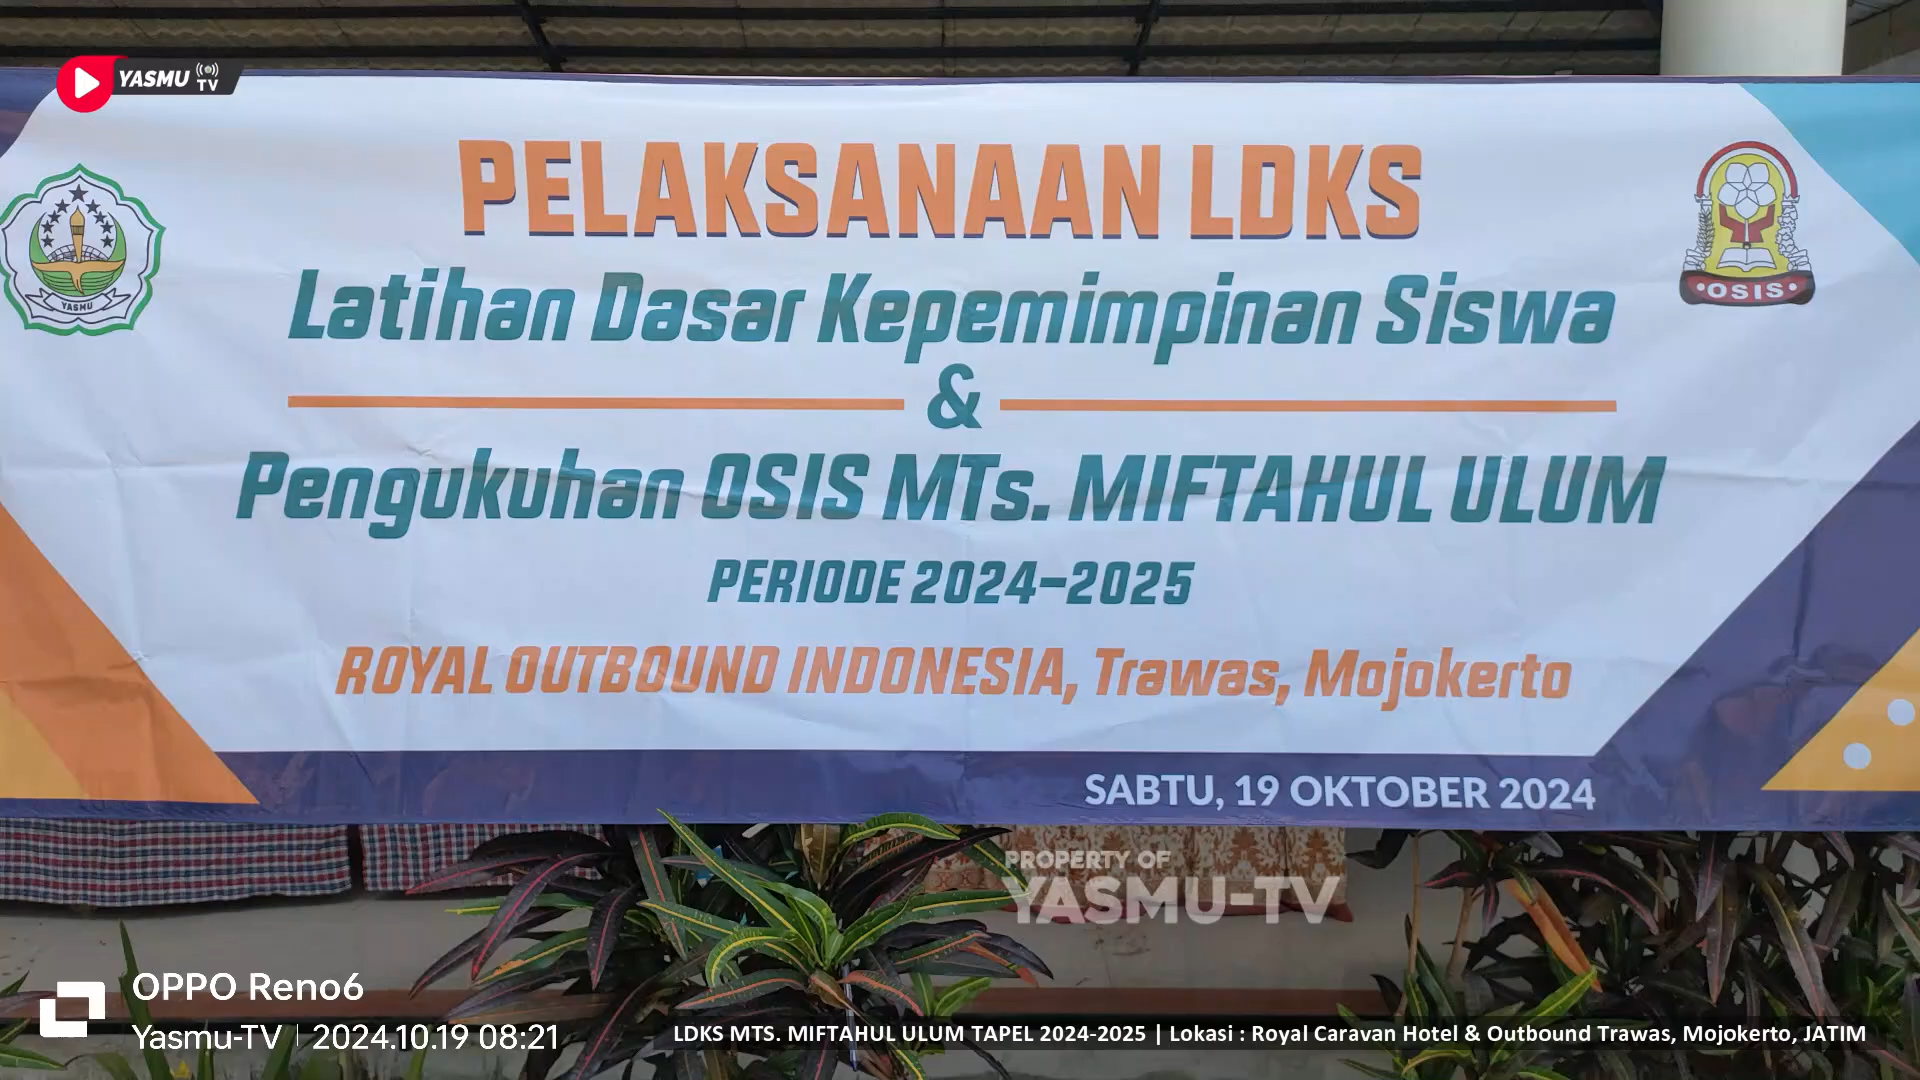 YASMU TV
PELAKSANAAN LDKS
YASMU
Latihan Dasar Kepemimpinan Siswa
•OSIS•
&
Pengukuhan OSIS MTs. MIFTAHUL ULUM
PERIODE 2024-2025
ROYAL OUTBOUND INDONESIA, Trawas, Mojokerto
SABTU, 19 OKTOBER 2024
PROPERTY OF
YASMU-TV
OPPO Reno6
Yasmu-TV | 2024.10.19 08:21
LDKS MTS. MIFTAHUL ULUM TAPEL 2024-2025 | Lokasi : Royal Caravan Hotel & Outbound Trawas, Mojokerto, JATIM